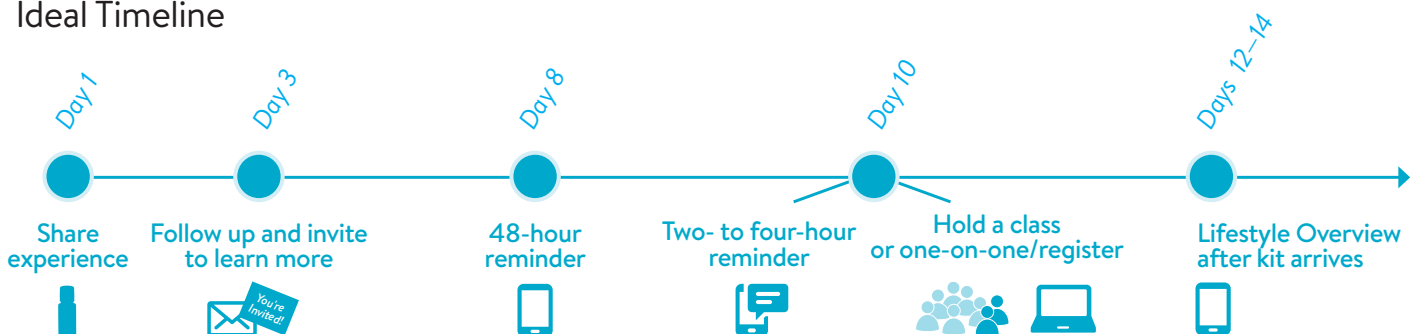 Ideal Timeline
Day 1
Day 3
Day 8
Day 10
Days 12–14
Share
experience
Follow up and invite
to learn more
48-hour
reminder
Two- to four-hour
reminder
Hold a class
or one-on-one/register
Lifestyle Overview
after kit arrives
You're
Invited!